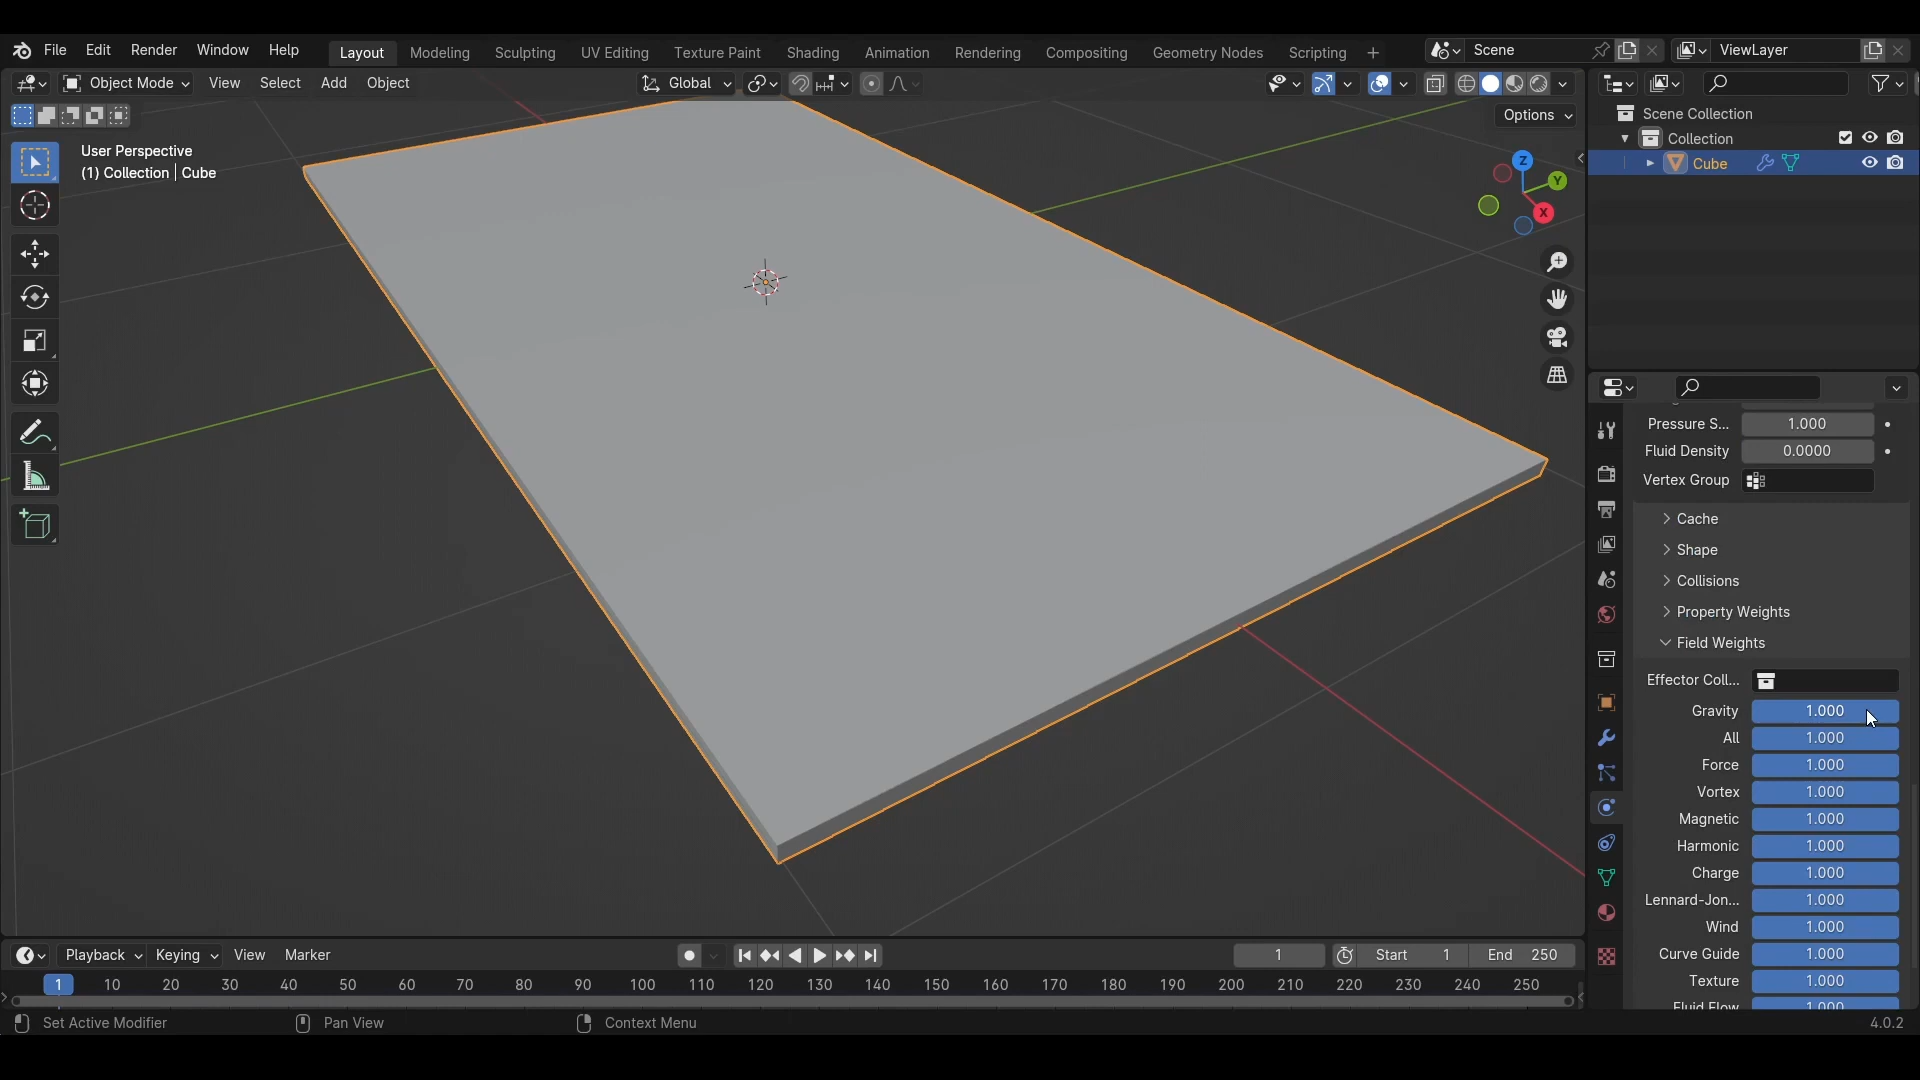 File Edit Render Window Help Layout Modeling Sculpting UV Editing Texture Paint Shading Animation Rendering Compositing Geometry Nodes Scripting + Scene ViewLayer
Object Mode View Select Add Object Global
Options
User Perspective
(1) Collection | Cube
Z
Y
X
Scene Collection
Collection
Cube
Pressure S... 1.000
Fluid Density 0.0000
Vertex Group
Cache
Shape
Collisions
Property Weights
Field Weights
Effector Coll...
Gravity 1.000
All 1.000
Force 1.000
Vortex 1.000
Magnetic 1.000
Harmonic 1.000
Charge 1.000
Lennard-Jon... 1.000
Wind 1.000
Curve Guide 1.000
Texture 1.000
Fluid Flow 1.000
Playback Keying View Marker 1 Start 1 End 250
1 10 20 30 40 50 60 70 80 90 100 110 120 130 140 150 160 170 180 190 200 210 220 230 240 250
Set Active Modifier Pan View Context Menu 4.0.2